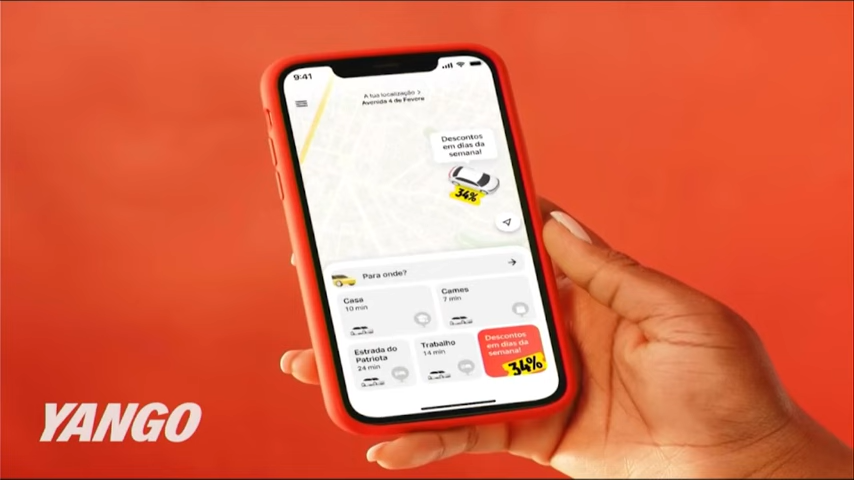 9:41
A tua localização >
Avenida 4 de Fevere
Descontos
em dias da
semana!
34%
Para onde?
Casa
10 min
Cames
7 min
Estrada do
Patriota
24 min
Trabalho
14 min
Descontos
em dias da
semana!
34%
YANGO